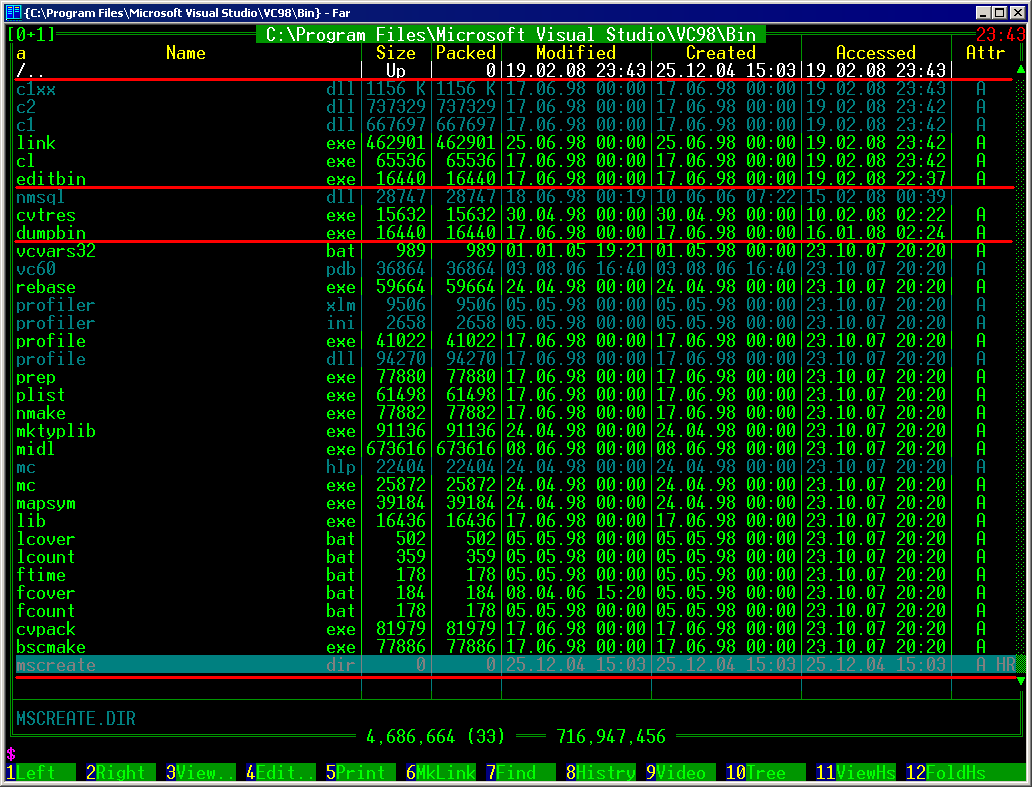 {C:\Program Files\Microsoft Visual Studio\VC98\Bin} - Far
[0+1] C:\Program Files\Microsoft Visual Studio\VC98\Bin 23:43
a Name Size Packed Modified Created Accessed Attr
/.. Up 0 19.02.08 23:43 25.12.04 15:03 19.02.08 23:43
c1xx dll 1156 K 1156 K 17.06.98 00:00 17.06.98 00:00 19.02.08 23:43 A
c2 dll 737329 737329 17.06.98 00:00 17.06.98 00:00 19.02.08 23:42 A
c1 dll 667697 667697 17.06.98 00:00 17.06.98 00:00 19.02.08 23:42 A
link exe 462901 462901 25.06.98 00:00 25.06.98 00:00 19.02.08 23:42 A
cl exe 65536 65536 17.06.98 00:00 17.06.98 00:00 19.02.08 23:42 A
editbin exe 16440 16440 17.06.98 00:00 17.06.98 00:00 19.02.08 22:37 A
nmsql dll 28747 28747 18.06.98 00:19 10.06.06 07:22 15.02.08 00:39
cvtres exe 15632 15632 30.04.98 00:00 30.04.98 00:00 10.02.08 02:22 A
dumpbin exe 16440 16440 17.06.98 00:00 17.06.98 00:00 16.01.08 02:24 A
vcvars32 bat 989 989 01.01.05 19:21 01.05.98 00:00 23.10.07 20:20 A
vc60 pdb 36864 36864 03.08.06 16:40 03.08.06 16:40 23.10.07 20:20 A
rebase exe 59664 59664 24.04.98 00:00 24.04.98 00:00 23.10.07 20:20 A
profiler xlm 9506 9506 05.05.98 00:00 05.05.98 00:00 23.10.07 20:20 A
profiler ini 2658 2658 05.05.98 00:00 05.05.98 00:00 23.10.07 20:20 A
profile exe 41022 41022 17.06.98 00:00 17.06.98 00:00 23.10.07 20:20 A
profile dll 94270 94270 17.06.98 00:00 17.06.98 00:00 23.10.07 20:20 A
prep exe 77880 77880 17.06.98 00:00 17.06.98 00:00 23.10.07 20:20 A
plist exe 61498 61498 17.06.98 00:00 17.06.98 00:00 23.10.07 20:20 A
nmake exe 77882 77882 17.06.98 00:00 17.06.98 00:00 23.10.07 20:20 A
mktyplib exe 91136 91136 24.04.98 00:00 24.04.98 00:00 23.10.07 20:20 A
midl exe 673616 673616 08.06.98 00:00 08.06.98 00:00 23.10.07 20:20 A
mc hlp 22404 22404 24.04.98 00:00 24.04.98 00:00 23.10.07 20:20 A
mc exe 25872 25872 24.04.98 00:00 24.04.98 00:00 23.10.07 20:20 A
mapsym exe 39184 39184 24.04.98 00:00 24.04.98 00:00 23.10.07 20:20 A
lib exe 16436 16436 17.06.98 00:00 17.06.98 00:00 23.10.07 20:20 A
lcover bat 502 502 05.05.98 00:00 05.05.98 00:00 23.10.07 20:20 A
lcount bat 359 359 05.05.98 00:00 05.05.98 00:00 23.10.07 20:20 A
ftime bat 178 178 05.05.98 00:00 05.05.98 00:00 23.10.07 20:20 A
fcover bat 184 184 08.04.06 15:20 05.05.98 00:00 23.10.07 20:20 A
fcount bat 178 178 05.05.98 00:00 05.05.98 00:00 23.10.07 20:20 A
cvpack exe 81979 81979 17.06.98 00:00 17.06.98 00:00 23.10.07 20:20 A
bscmake exe 77886 77886 17.06.98 00:00 17.06.98 00:00 23.10.07 20:20 A
mscreate dir 0 0 25.12.04 15:03 25.12.04 15:03 25.12.04 15:03 A HR
MSCREATE.DIR
4,686,664 (33) 716,947,456
$
1Left 2Right 3View.. 4Edit.. 5Print 6MkLink 7Find 8Histry 9Video 10Tree 11ViewHs 12FoldHs